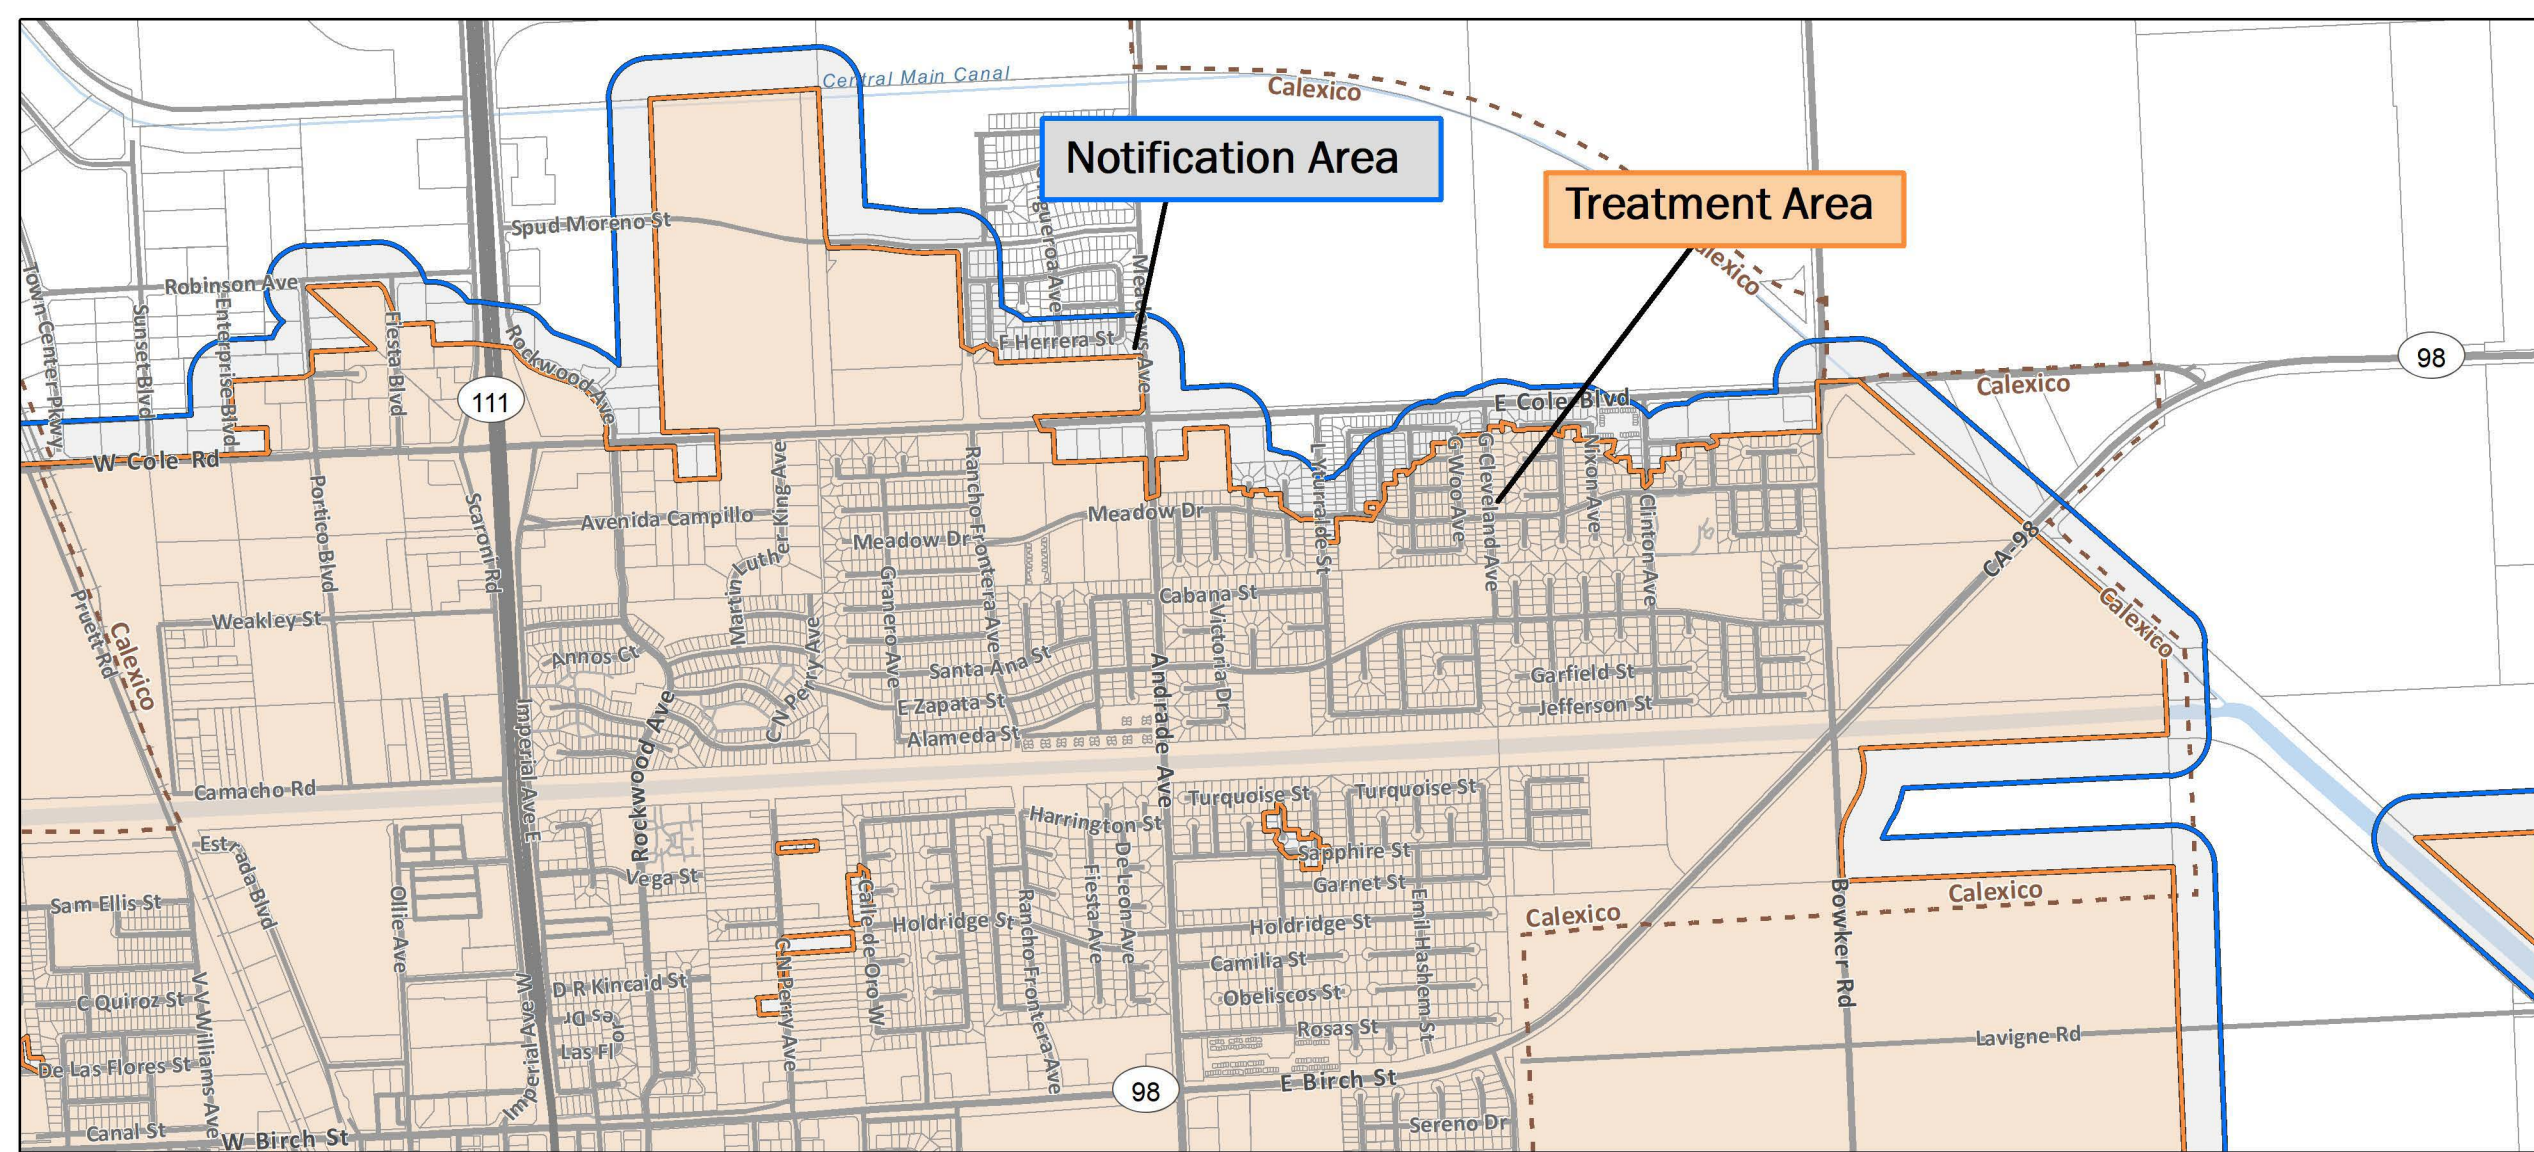 Central Main Canal
Calexico
Notification Area
Treatment Area
Spud Moreno St
Robinson Ave
Town Center Pkwy
Sunset Blvd
Enterprise Blvd
Fiesta Blvd
Rockwood Ave
Meadows Ave
E Herrera St
111
98
Calexico
E Cole Blvd
W Cole Rd
Portico Blvd
Scaroni Rd
Avenida Campillo
Martin Luther King Ave
Rancho Frontera Ave
Meadow Dr
Meadow Dr
Granero Ave
L Yturralde St
G Woo Ave
G Cleveland Ave
Nixon Ave
Clinton Ave
CA-98
Calexico
Pruett Rd
Calexico
Weakley St
Annos Ct
Cabana St
Victoria Dr
Santa Ana St
C N Perry Ave
E Zapata St
Alameda St
Andrade Ave
Garfield St
Jefferson St
Imperial Ave E
Rockwood Ave
Camacho Rd
Turquoise St
Turquoise St
Harrington St
Estrada Blvd
Sapphire St
Vega St
Garnet St
Sam Ellis St
Ollie Ave
Calle de Oro W
Holdridge St
Rancho Frontera Ave
Fiesta Ave
De Leon Ave
Holdridge St
Emil Hashem St
Calexico
Calexico
Bowker Rd
Camilia St
Obeliscos St
C Quiroz St
V V Williams Ave
Imperial Ave W
D R Kincaid St
C N Perry Ave
Rosas St
Lavigne Rd
De Las Flores St
Las Flores Dr
98
E Birch St
Canal St
W Birch St
Sereno Dr